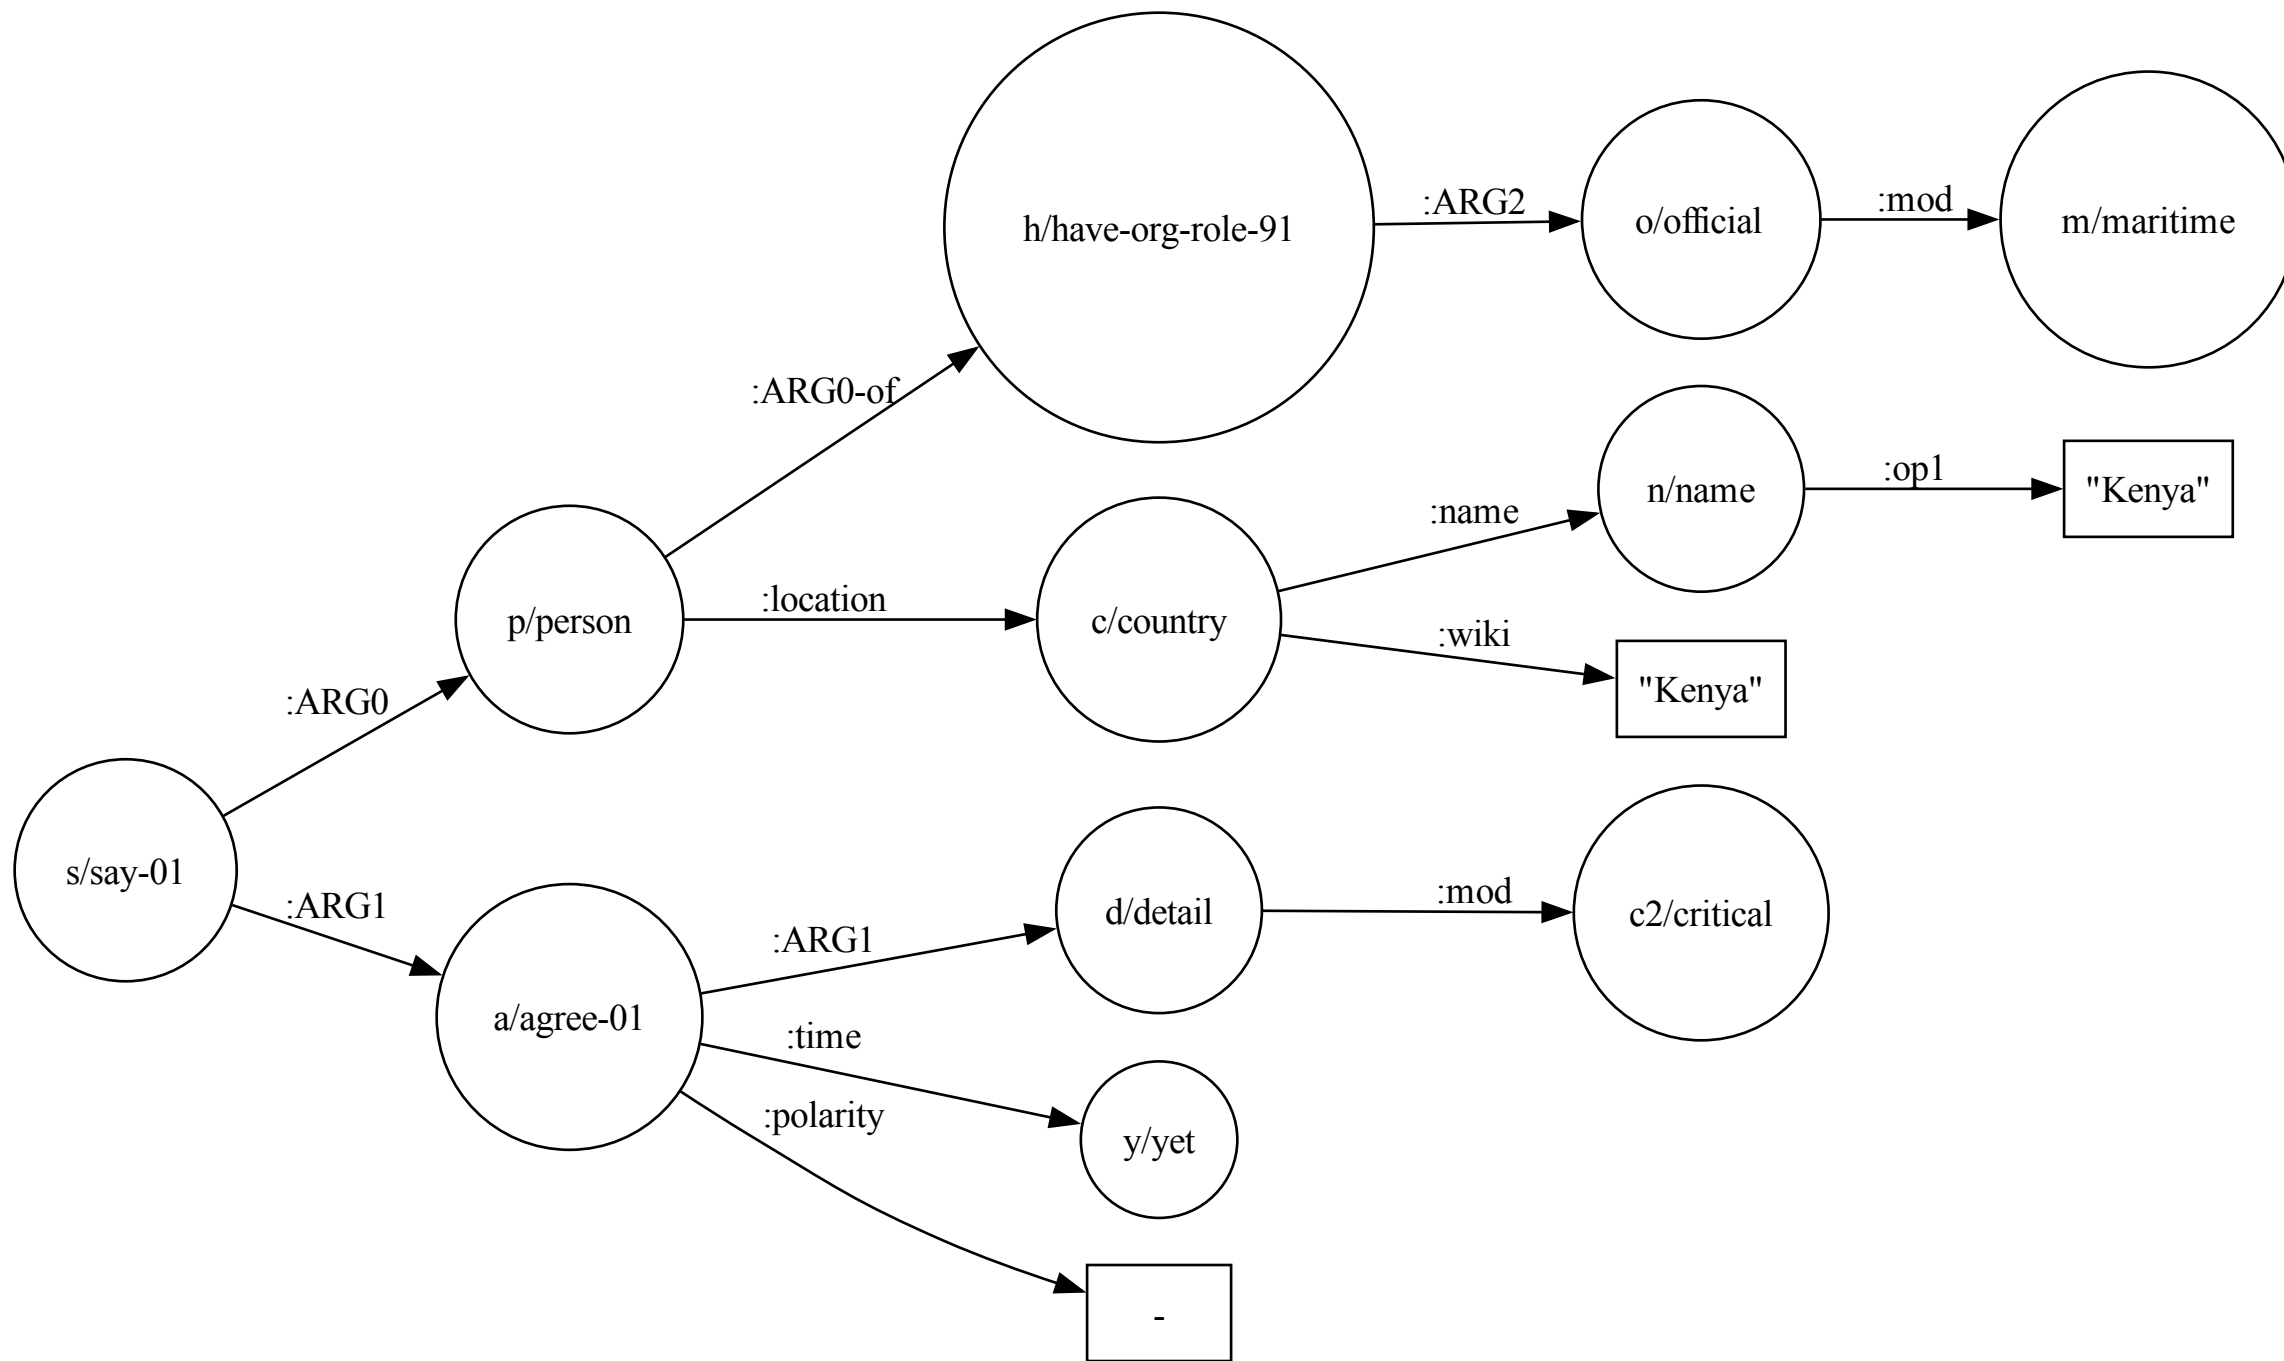 h/have-org-role-91
:ARG2
o/official
:mod
m/maritime
:ARG0-of
n/name
:op1
"Kenya"
:name
p/person
:location
c/country
:wiki
"Kenya"
:ARG0
s/say-01
:ARG1
a/agree-01
:ARG1
d/detail
:mod
c2/critical
:time
y/yet
:polarity
-